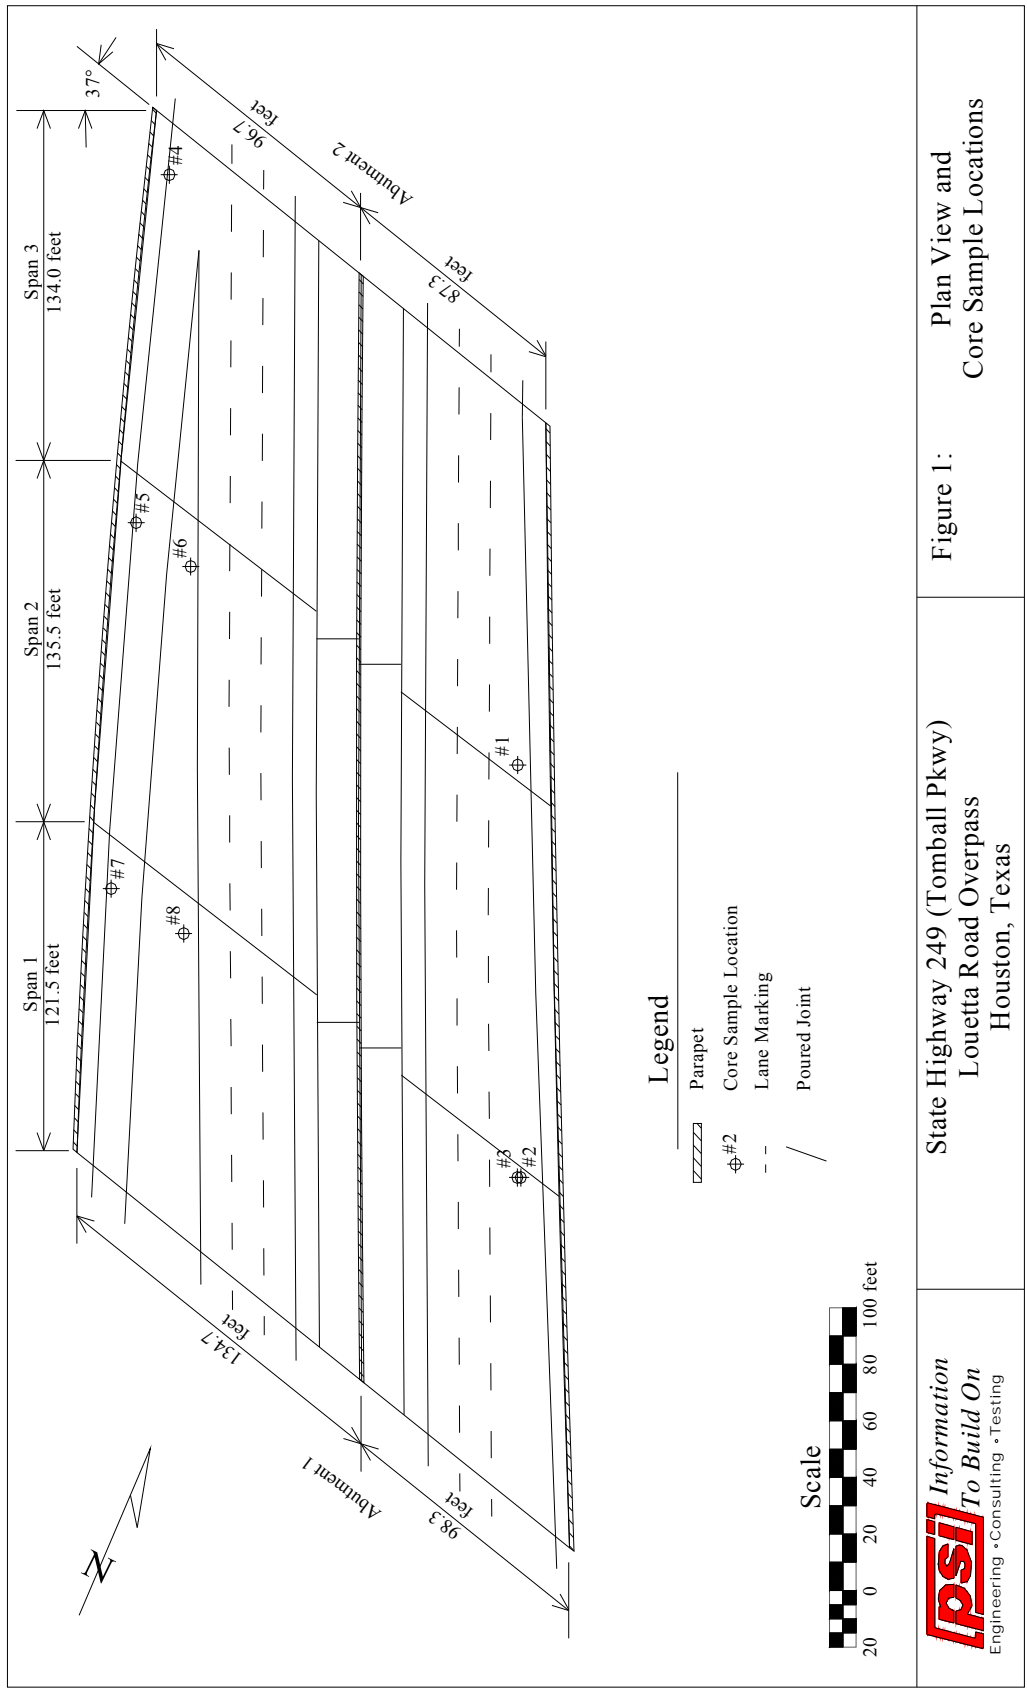 Span 1
121.5 feet
Span 2
135.5 feet
Span 3
134.0 feet
37°
#7
#8
#5
#6
#4
134.7
feet
96.7
feet
Abutment 1
Abutment 2
98.3
feet
87.3
feet
#3
#2
#1
N
Legend
Parapet
#2
Core Sample Location
Lane Marking
Poured Joint
Scale
20 0 20 40 60 80 100 feet
psi
Information
To Build On
Engineering • Consulting • Testing
State Highway 249 (Tomball Pkwy)
Louetta Road Overpass
Houston, Texas
Figure 1: Plan View and
Core Sample Locations